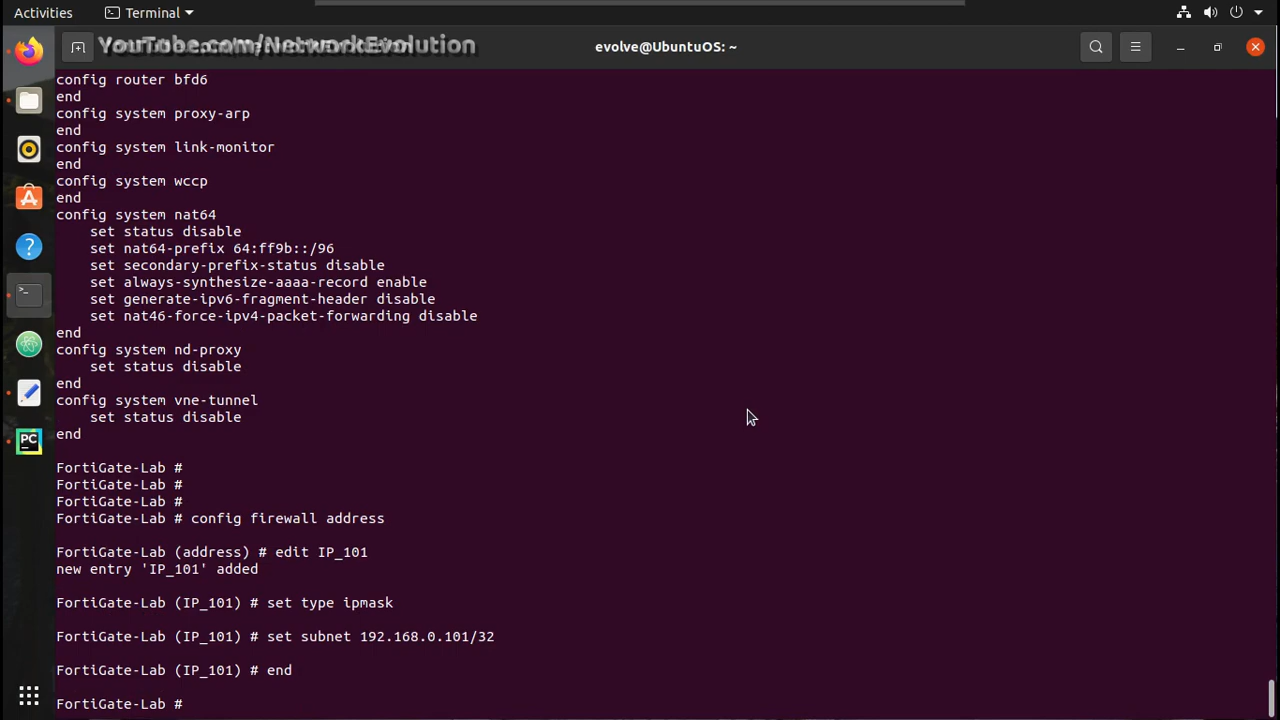 Activities
Terminal
YouTube.com/NetworkEvolution
evolve@UbuntuOS: ~
config router bfd6
end
config system proxy-arp
end
config system link-monitor
end
config system wccp
end
config system nat64
    set status disable
    set nat64-prefix 64:ff9b::/96
    set secondary-prefix-status disable
    set always-synthesize-aaaa-record enable
    set generate-ipv6-fragment-header disable
    set nat46-force-ipv4-packet-forwarding disable
end
config system nd-proxy
    set status disable
end
config system vne-tunnel
    set status disable
end
FortiGate-Lab #
FortiGate-Lab #
FortiGate-Lab #
FortiGate-Lab # config firewall address
FortiGate-Lab (address) # edit IP_101
new entry 'IP_101' added
FortiGate-Lab (IP_101) # set type ipmask
FortiGate-Lab (IP_101) # set subnet 192.168.0.101/32
FortiGate-Lab (IP_101) # end
FortiGate-Lab #
PC